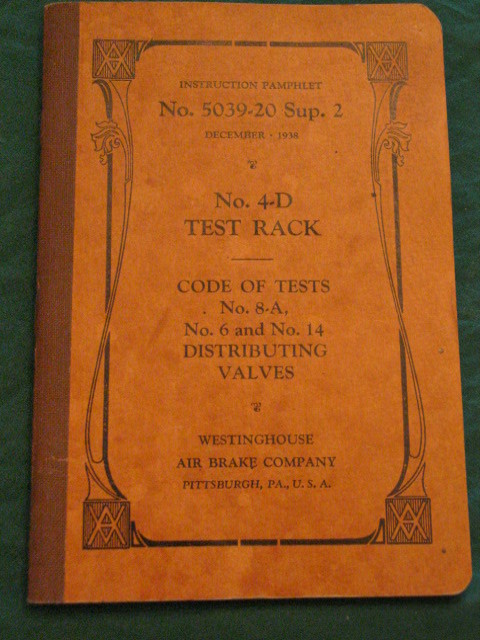 INSTRUCTION PAMPHLET
No. 5039-20 Sup. 2
DECEMBER · 1938
No. 4-D
TEST RACK
CODE OF TESTS
No. 8-A,
No. 6 and No. 14
DISTRIBUTING
VALVES
WESTINGHOUSE
AIR BRAKE COMPANY
PITTSBURGH, PA., U. S. A.